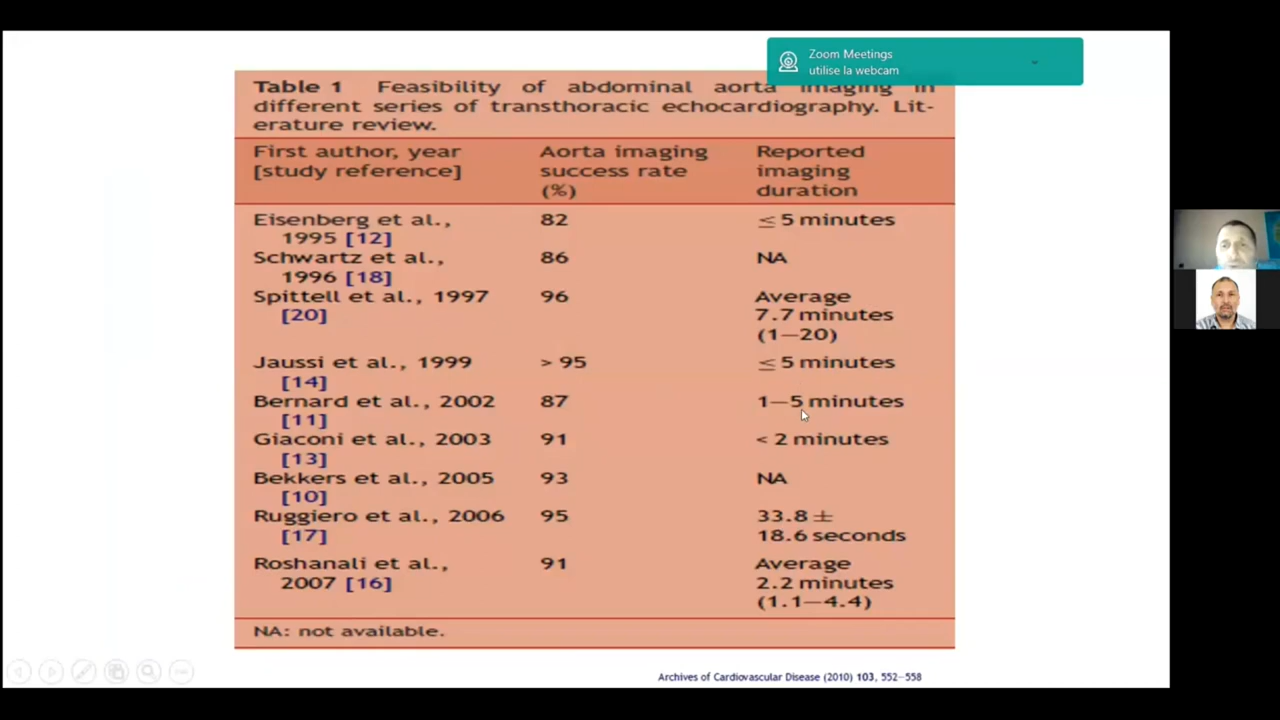 Zoom Meetings
utilise la webcam
Table 1 Feasibility of abdominal aorta imaging in
different series of transthoracic echocardiography. Lit-
erature review.
First author, year
[study reference]
Aorta imaging
success rate
(%)
Reported
imaging
duration
Eisenberg et al.,
1995 [12]
82
≤ 5 minutes
Schwartz et al.,
1996 [18]
86
NA
Spittell et al., 1997
[20]
96
Average
7.7 minutes
(1—20)
Jaussi et al., 1999
[14]
> 95
≤ 5 minutes
Bernard et al., 2002
[11]
87
1—5 minutes
Giaconi et al., 2003
[13]
91
< 2 minutes
Bekkers et al., 2005
[10]
93
NA
Ruggiero et al., 2006
[17]
95
33.8 ±
18.6 seconds
Roshanali et al.,
2007 [16]
91
Average
2.2 minutes
(1.1—4.4)
NA: not available.
Archives of Cardiovascular Disease (2010) 103, 552—558